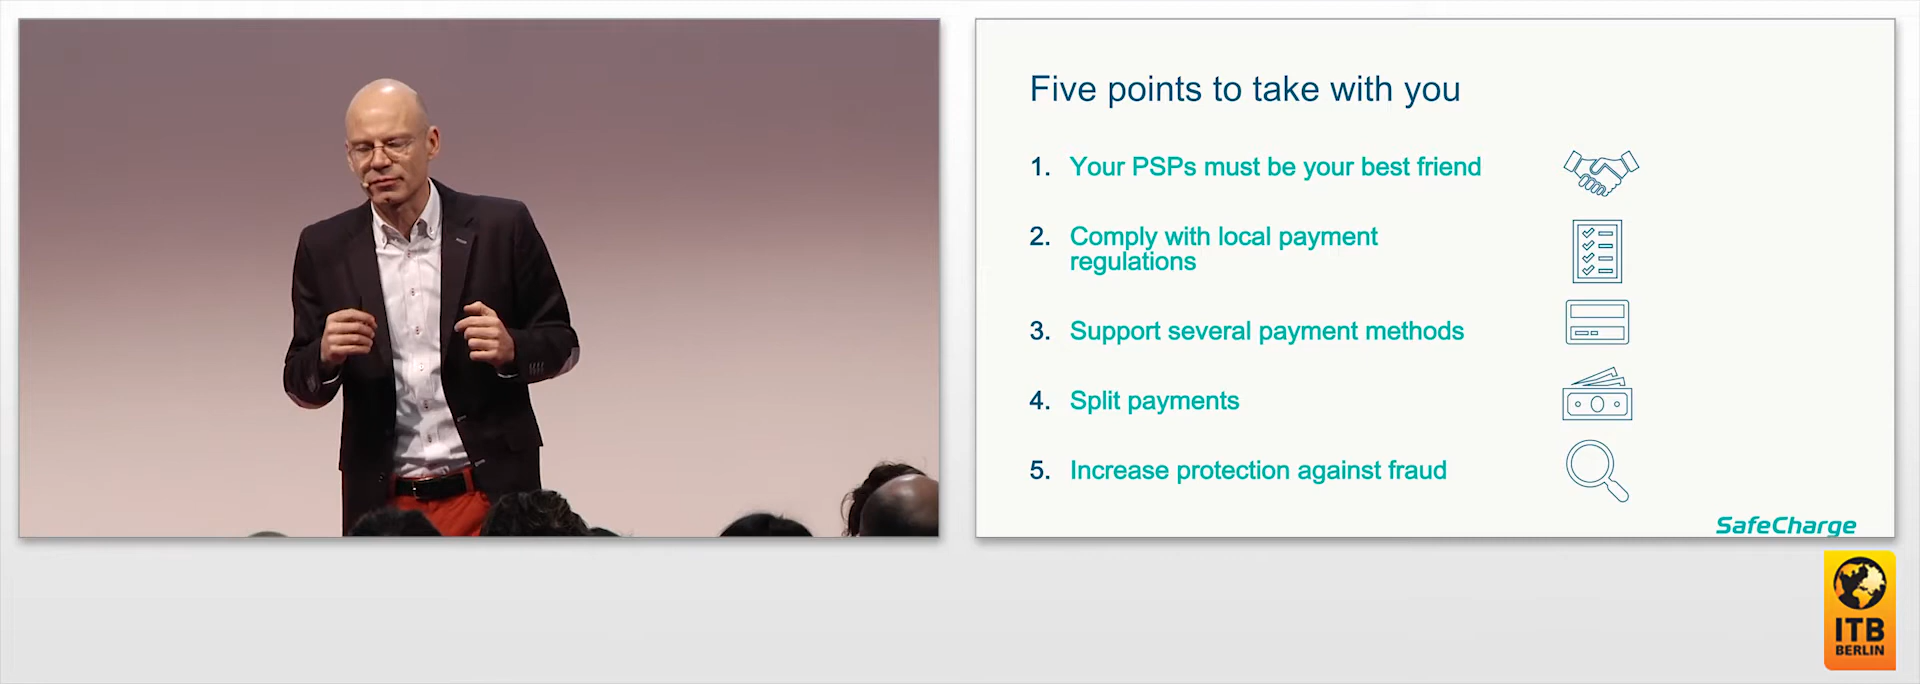 Five points to take with you
1. Your PSPs must be your best friend
2. Comply with local payment
regulations
3. Support several payment methods
4. Split payments
5. Increase protection against fraud
SafeCharge
ITB
BERLIN